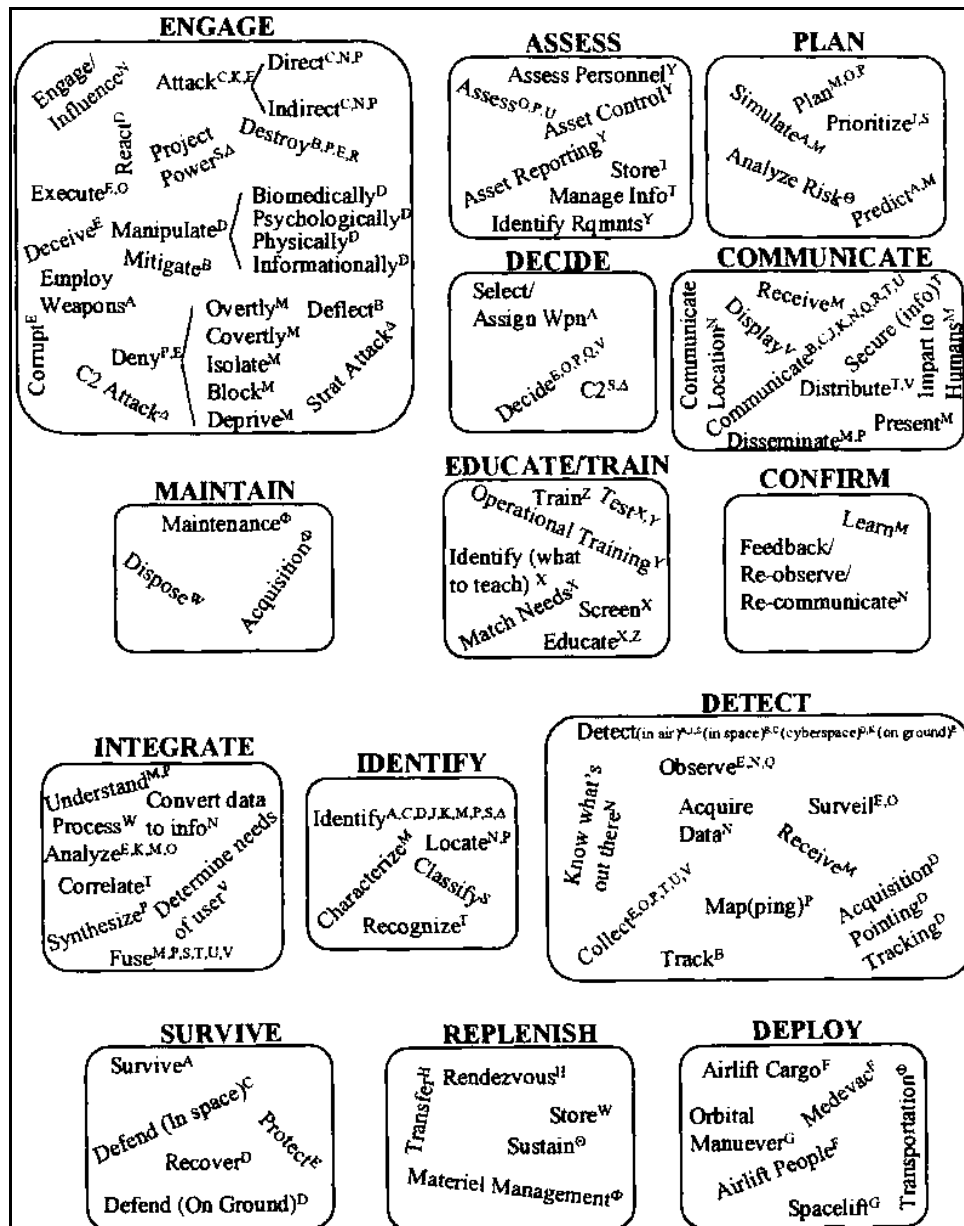 ENGAGE
Engage/
Influence^N
Attack^C,K,E
Direct^C,N,P
Indirect^C,N,P
React^D
Project
Power^S,Δ
Destroy^B,P,E,R
Execute^E,O
Deceive^E
Manipulate^D
Biomedically^D
Psychologically^D
Physically^D
Informationally^D
Mitigate^B
Employ
Weapons^A
Corrupt^E
Deny^P,E
Overtly^M
Covertly^M
Isolate^M
Block^M
Deprive^M
Deflect^B
C2 Attack^Δ
Strat Attack^Δ
ASSESS
Assess Personnel^Y
Assess^O,P,U
Asset Control^Y
Asset Reporting^Y
Store^T
Manage Info^T
Identify Rqmnts^Y
PLAN
Plan^M,O,P
Simulate^A,M
Prioritize^J,S
Analyze Risk^Θ
Predict^A,M
DECIDE
Select/
Assign Wpn^A
Decide^E,O,P,Q,V
C2^S,Δ
COMMUNICATE
Communicate
Location^N
Receive^M
Display^V
Communicate^B,C,J,K,N,Q,R,T,U
Secure (info)^T
Impart to
Humans^M
Distribute^T,V
Present^M
Disseminate^M,P
MAINTAIN
Maintenance^Φ
Dispose^W
Acquisition^Φ
EDUCATE/TRAIN
Train^Z
Test^X,Y
Operational Training^Y
Identify (what
to teach)^X
Match Needs^X
Screen^X
Educate^X,Z
CONFIRM
Learn^M
Feedback/
Re-observe/
Re-communicate^N
INTEGRATE
Understand^M,P
Convert data
to info^N
Process^W
Analyze^E,K,M,O
Correlate^T
Determine needs
of user^V
Synthesize^P
Fuse^M,P,S,T,U,V
IDENTIFY
Identify^A,C,D,J,K,M,P,S,Δ
Characterize^M
Locate^N,P
Classify^S
Recognize^T
DETECT
Detect(in air) (in space)^B,C (cyberspace)^D,K (on ground)
Know what's
out there^N
Observe^E,N,Q
Acquire
Data^N
Surveil^E,O
Receive^M
Collect^E,O,P,T,U,V
Map(ping)^P
Track^B
Acquisition^D
Pointing^D
Tracking^D
SURVIVE
Survive^A
Defend (In space)^C
Protect^E
Recover^D
Defend (On Ground)^D
REPLENISH
Transfer^H
Rendezvous^H
Store^W
Sustain^Θ
Materiel Management^Φ
DEPLOY
Airlift Cargo^F
Medevac^F
Orbital
Manuever^G
Airlift People^F
Spacelift^G
Transportation^Φ